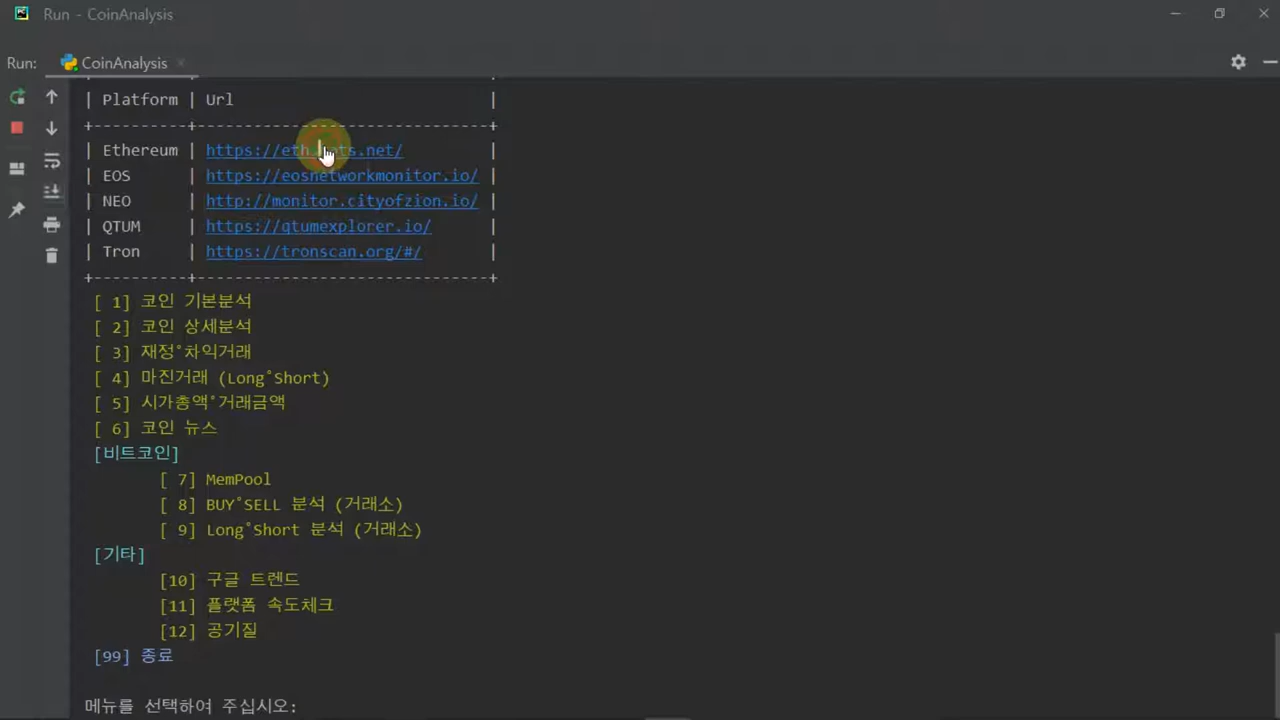 Run - CoinAnalysis
Run: CoinAnalysis
| Platform | Url |
+----------+--------------------------------+
| Ethereum | https://eth. ts.net/ |
| EOS | https://eosnetworkmonitor.io/ |
| NEO | http://monitor.cityofzion.io/ |
| QTUM | https://qtumexplorer.io/ |
| Tron | https://tronscan.org/#/ |
+----------+--------------------------------+
[ 1] 코인 기본분석
[ 2] 코인 상세분석
[ 3] 재정˚차익거래
[ 4] 마진거래 (Long˚Short)
[ 5] 시가총액˚거래금액
[ 6] 코인 뉴스
[비트코인]
[ 7] MemPool
[ 8] BUY˚SELL 분석 (거래소)
[ 9] Long˚Short 분석 (거래소)
[기타]
[10] 구글 트렌드
[11] 플랫폼 속도체크
[12] 공기질
[99] 종료
메뉴를 선택하여 주십시오: